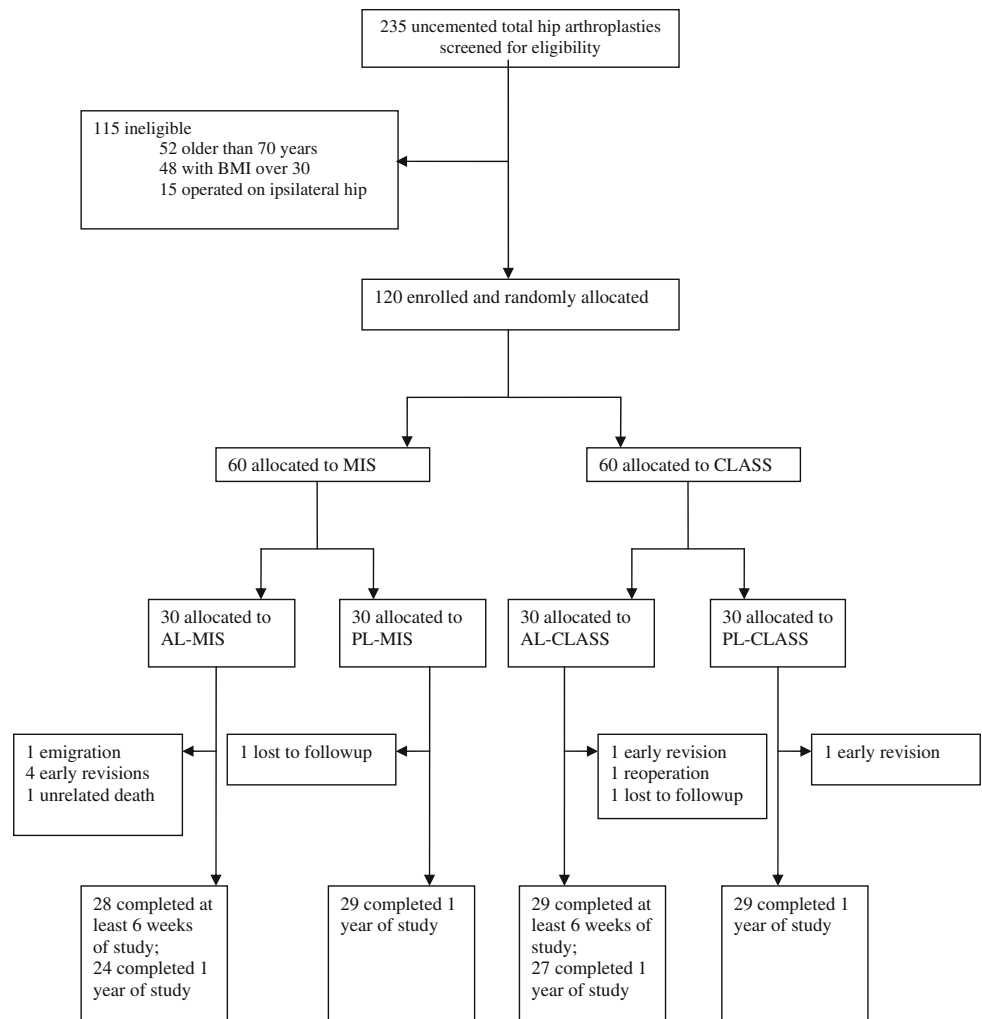 235 uncemented total hip arthroplasties
screened for eligibility
115 ineligible
52 older than 70 years
48 with BMI over 30
15 operated on ipsilateral hip
120 enrolled and randomly allocated
60 allocated to MIS
60 allocated to CLASS
30 allocated to
AL-MIS
30 allocated to
PL-MIS
30 allocated to
AL-CLASS
30 allocated to
PL-CLASS
1 emigration
4 early revisions
1 unrelated death
1 lost to followup
1 early revision
1 reoperation
1 lost to followup
1 early revision
28 completed at
least 6 weeks
of study;
24 completed 1
year of study
29 completed 1
year of study
29 completed at
least 6 weeks of
study;
27 completed 1
year of study
29 completed 1
year of study